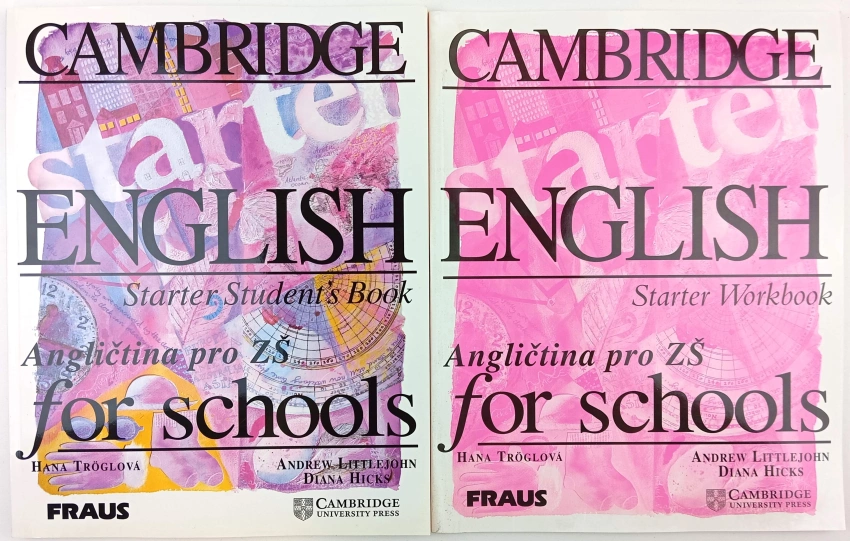 CAMBRIDGE
starter
ENGLISH
Starter Student's Book
Angličtina pro ZŠ
for schools
HANA TRÖGLOVÁ
ANDREW LITTLEJOHN
DIANA HICKS
FRAUS
CAMBRIDGE
UNIVERSITY PRESS
CAMBRIDGE
starter
ENGLISH
Starter Workbook
Angličtina pro ZŠ
for schools
HANA TRÖGLOVÁ
ANDREW LITTLEJOHN
DIANA HICKS
FRAUS
CAMBRIDGE
UNIVERSITY PRESS